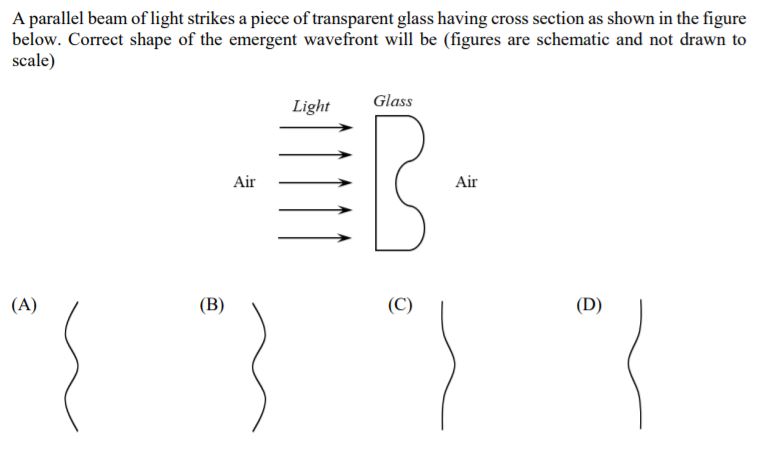 A parallel beam of light strikes a piece of transparent glass having cross section as shown in the figure
below. Correct shape of the emergent wavefront will be (figures are schematic and not drawn to
scale)
Light
Glass
Air
Air
(A)
(B)
(C)
(D)